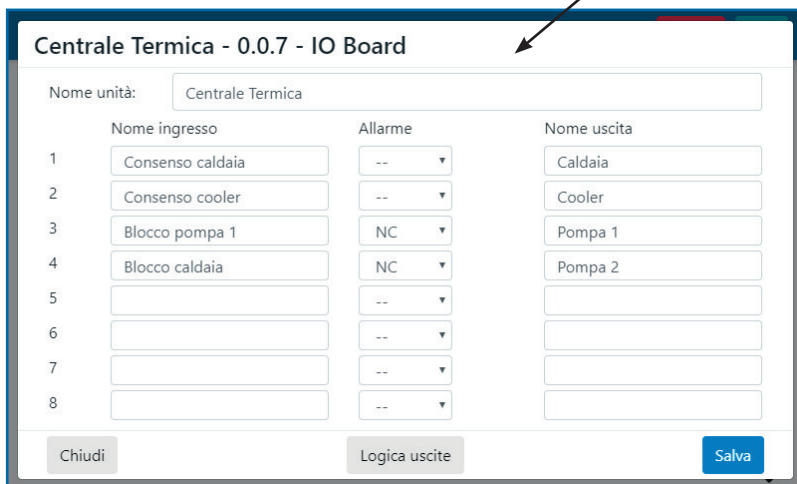 Centrale Termica - 0.0.7 - IO Board
Nome unità: Centrale Termica
Nome ingresso Allarme Nome uscita
1 Consenso caldaia -- Caldaia
2 Consenso cooler -- Cooler
3 Blocco pompa 1 NC Pompa 1
4 Blocco caldaia NC Pompa 2
5 --
6 --
7 --
8 --
Chiudi Logica uscite Salva